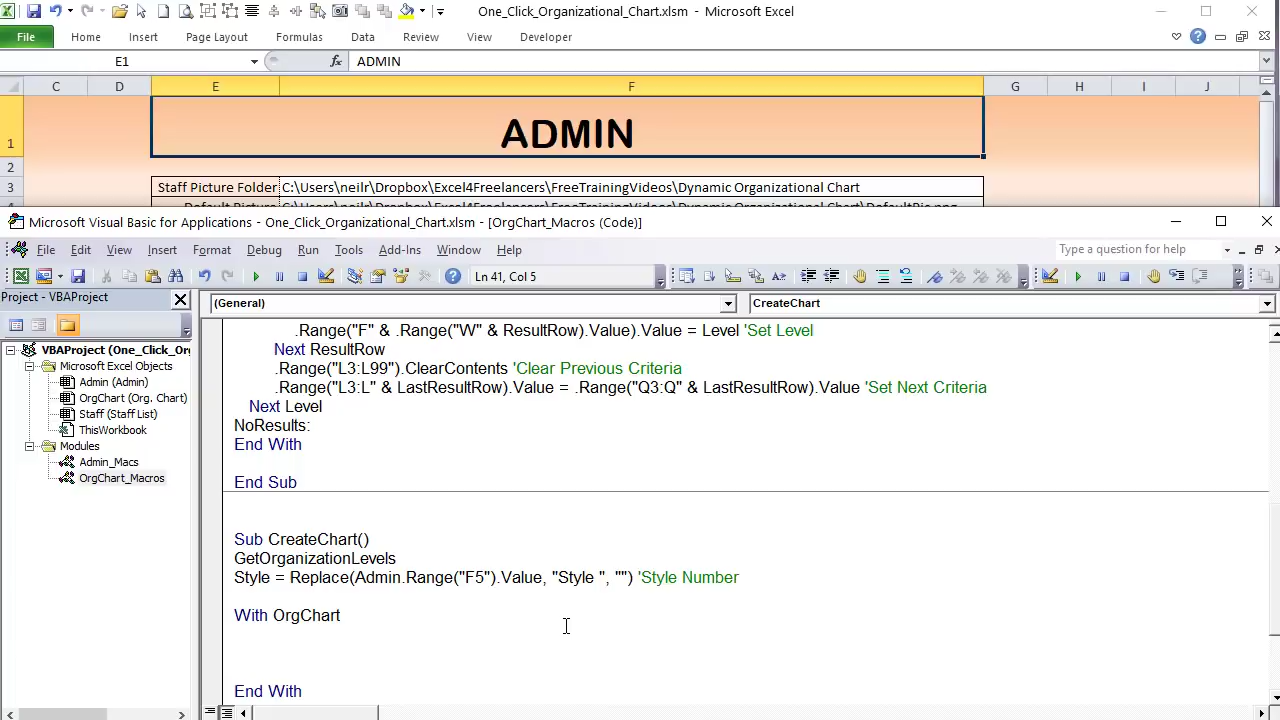 One_Click_Organizational_Chart.xlsm - Microsoft Excel
File Home Insert Page Layout Formulas Data Review View Developer
E1 fx ADMIN
C D E F G H I J
1 ADMIN
2
3 Staff Picture Folder C:\Users\neilr\Dropbox\Excel4Freelancers\FreeTrainingVideos\Dynamic Organizational Chart
Microsoft Visual Basic for Applications - One_Click_Organizational_Chart.xlsm - [OrgChart_Macros (Code)]
File Edit View Insert Format Debug Run Tools Add-Ins Window Help Type a question for help
Ln 41, Col 5
Project - VBAProject
(General) CreateChart
VBAProject (One_Click_Or
Microsoft Excel Objects
Admin (Admin)
OrgChart (Org. Chart)
Staff (Staff List)
ThisWorkbook
Modules
Admin_Macs
OrgChart_Macros
.Range("F" & .Range("W" & ResultRow).Value).Value = Level 'Set Level
Next ResultRow
.Range("L3:L99").ClearContents 'Clear Previous Criteria
.Range("L3:L" & LastResultRow).Value = .Range("Q3:Q" & LastResultRow).Value 'Set Next Criteria
Next Level
NoResults:
End With
End Sub
Sub CreateChart()
GetOrganizationLevels
Style = Replace(Admin.Range("F5").Value, "Style ", "") 'Style Number
With OrgChart
End With